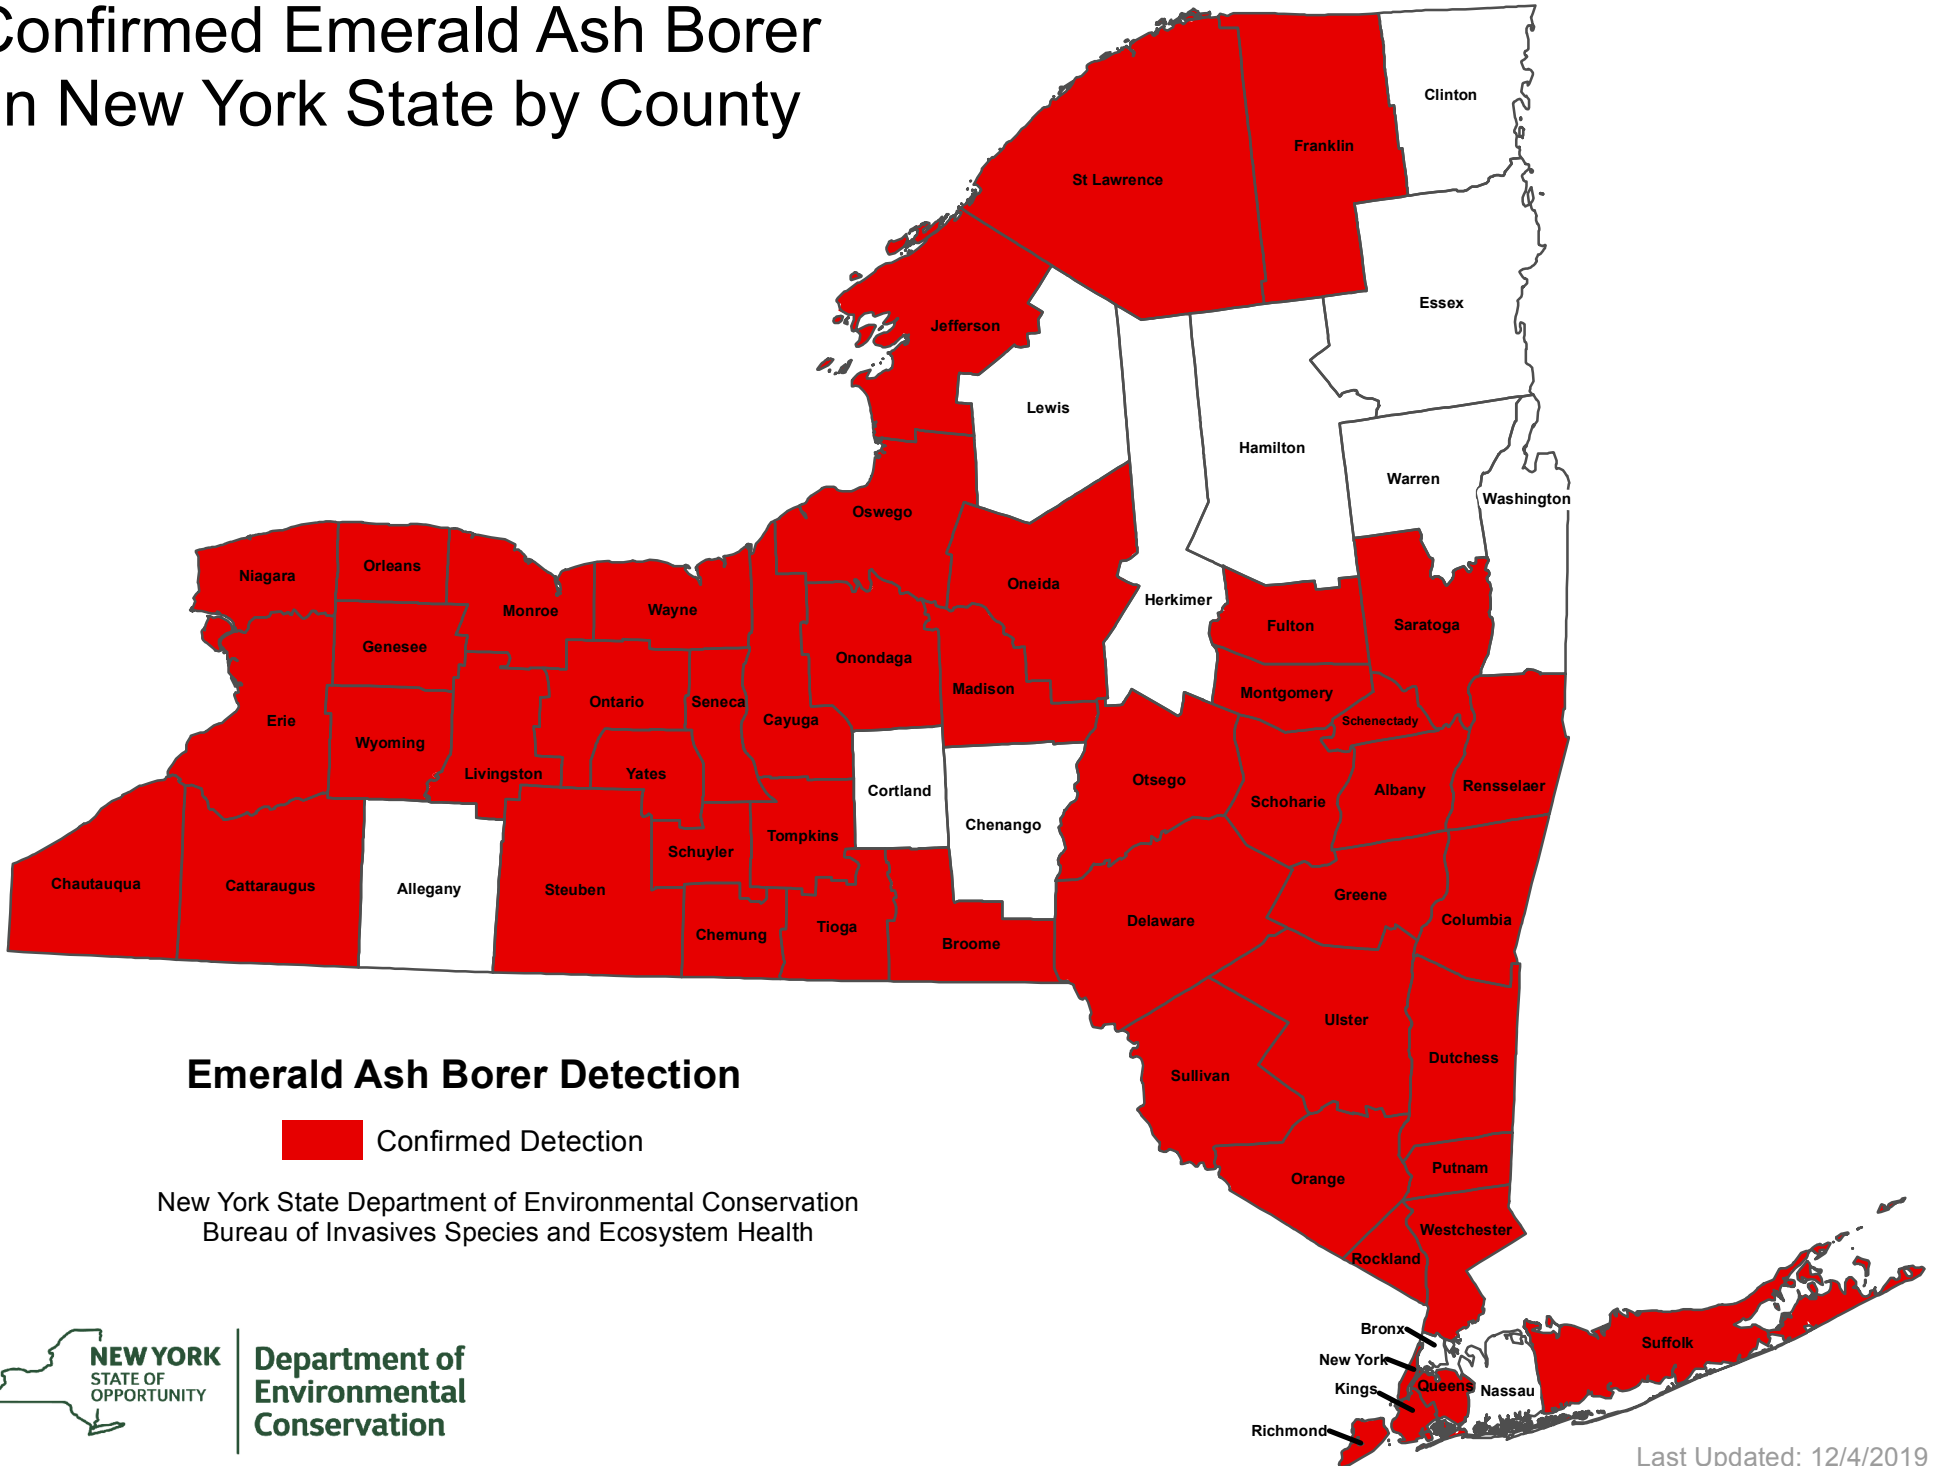 Confirmed Emerald Ash Borer
in New York State by County
Clinton
Franklin
St Lawrence
Essex
Jefferson
Lewis
Hamilton
Warren
Washington
Oswego
Orleans
Niagara
Oneida
Herkimer
Monroe
Wayne
Fulton
Saratoga
Genesee
Onondaga
Madison
Montgomery
Ontario
Seneca
Cayuga
Schenectady
Erie
Wyoming
Livingston
Yates
Otsego
Cortland
Albany
Rensselaer
Schoharie
Chenango
Tompkins
Schuyler
Chautauqua
Cattaraugus
Allegany
Steuben
Greene
Columbia
Delaware
Tioga
Chemung
Broome
Ulster
Dutchess
Sullivan
Emerald Ash Borer Detection
Confirmed Detection
Putnam
Orange
New York State Department of Environmental Conservation
Bureau of Invasives Species and Ecosystem Health
Westchester
Rockland
Bronx
Suffolk
New York
Queens
Kings
Nassau
Richmond
NEW YORK
STATE OF
OPPORTUNITY
Department of
Environmental
Conservation
Last Updated: 12/4/2019